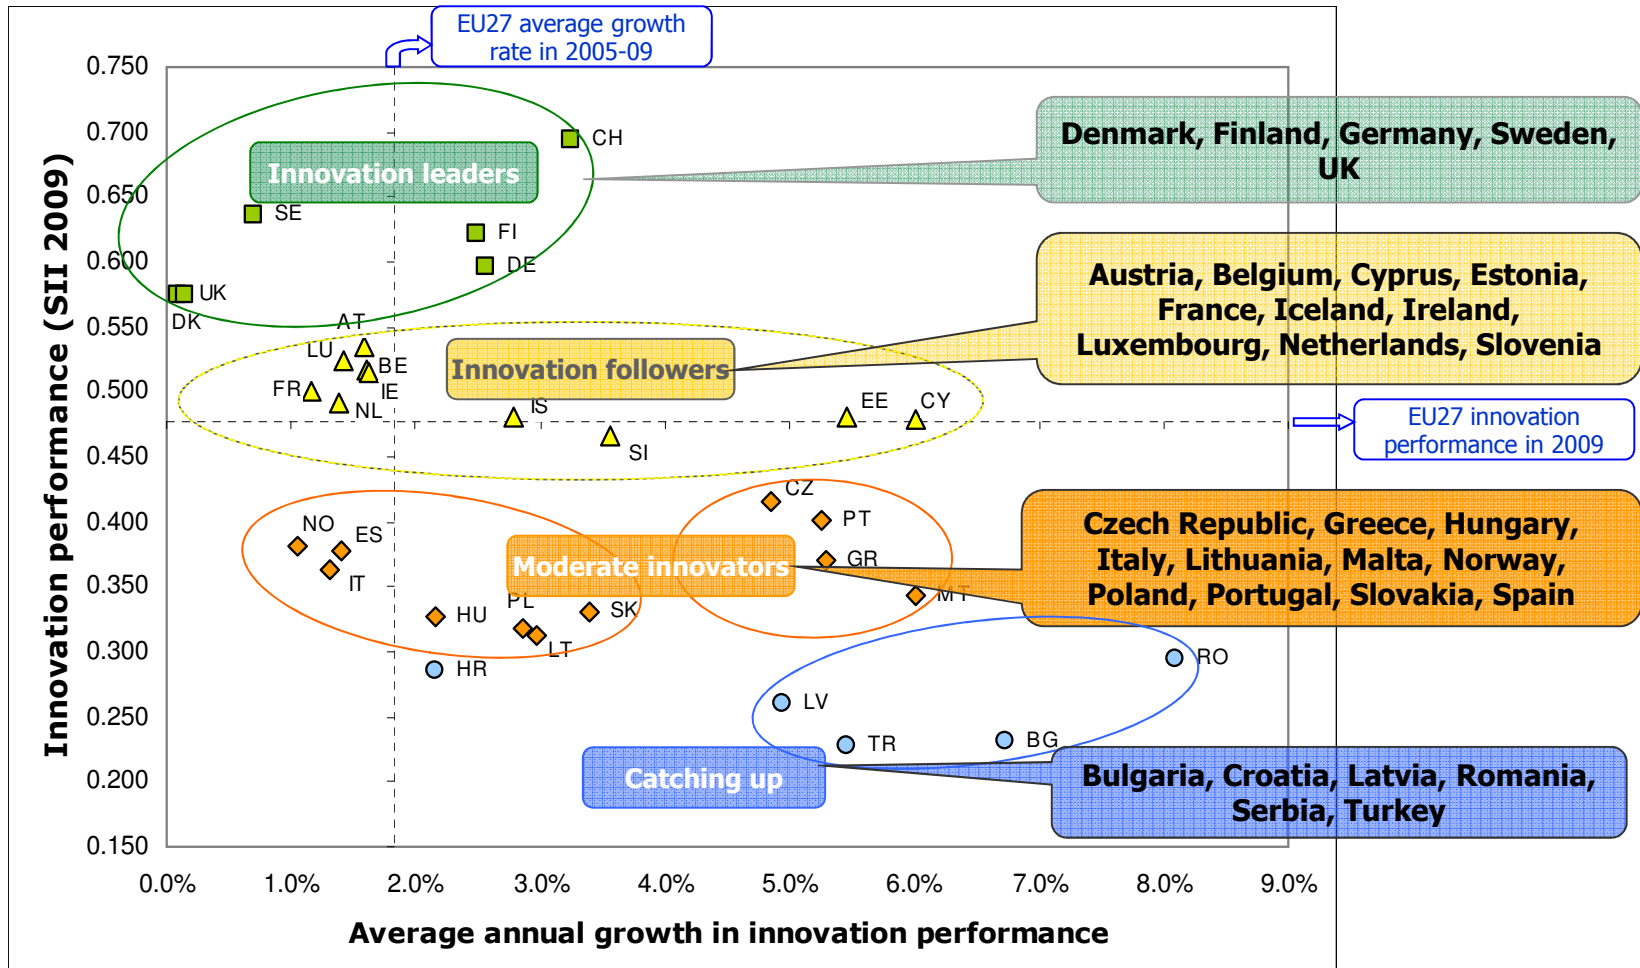 EU27 average growth
rate in 2005-09
0.750
0.700
0.650
0.600
0.550
0.500
0.450
0.400
0.350
0.300
0.250
0.200
0.150
Innovation performance (SII 2009)
CH
Innovation leaders
SE
FI
DE
UK
DK
Denmark, Finland, Germany, Sweden,
UK
AT
LU
BE
FR
IE
NL
Innovation followers
IS
SI
EE
CY
Austria, Belgium, Cyprus, Estonia,
France, Iceland, Ireland,
Luxembourg, Netherlands, Slovenia
EU27 innovation
performance in 2009
CZ
NO
ES
PT
IT
GR
Moderate innovators
MT
PL
HU
SK
LT
Czech Republic, Greece, Hungary,
Italy, Lithuania, Malta, Norway,
Poland, Portugal, Slovakia, Spain
HR
RO
LV
TR
BG
Catching up
Bulgaria, Croatia, Latvia, Romania,
Serbia, Turkey
0.0% 1.0% 2.0% 3.0% 4.0% 5.0% 6.0% 7.0% 8.0% 9.0%
Average annual growth in innovation performance